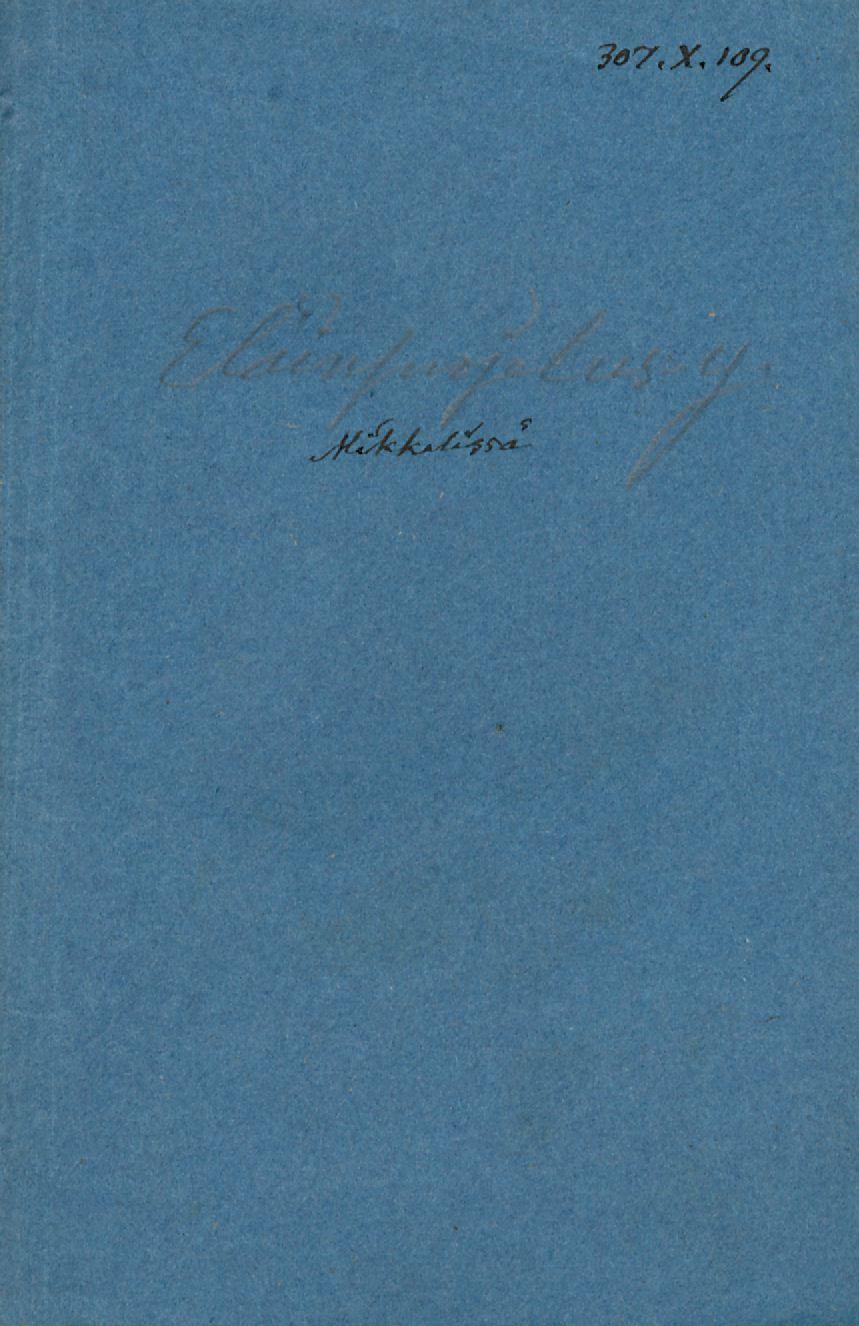 307.X.109.
Eläinsuojelus y.
Mikkelissä